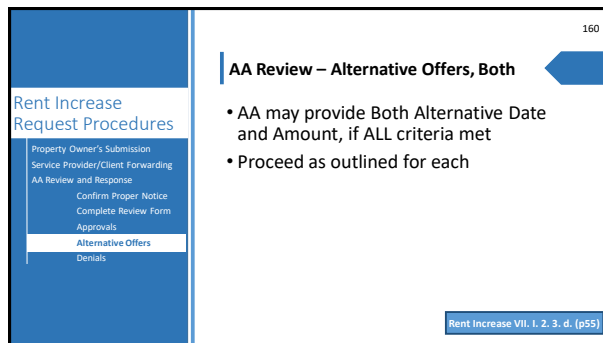 160
AA Review – Alternative Offers, Both
Rent Increase
Request Procedures
Property Owner's Submission
Service Provider/Client Forwarding
AA Review and Response
Confirm Proper Notice
Complete Review Form
Approvals
Alternative Offers
Denials
• AA may provide Both Alternative Date
and Amount, if ALL criteria met
• Proceed as outlined for each
Rent Increase VII. I. 2. 3. d. (p55)